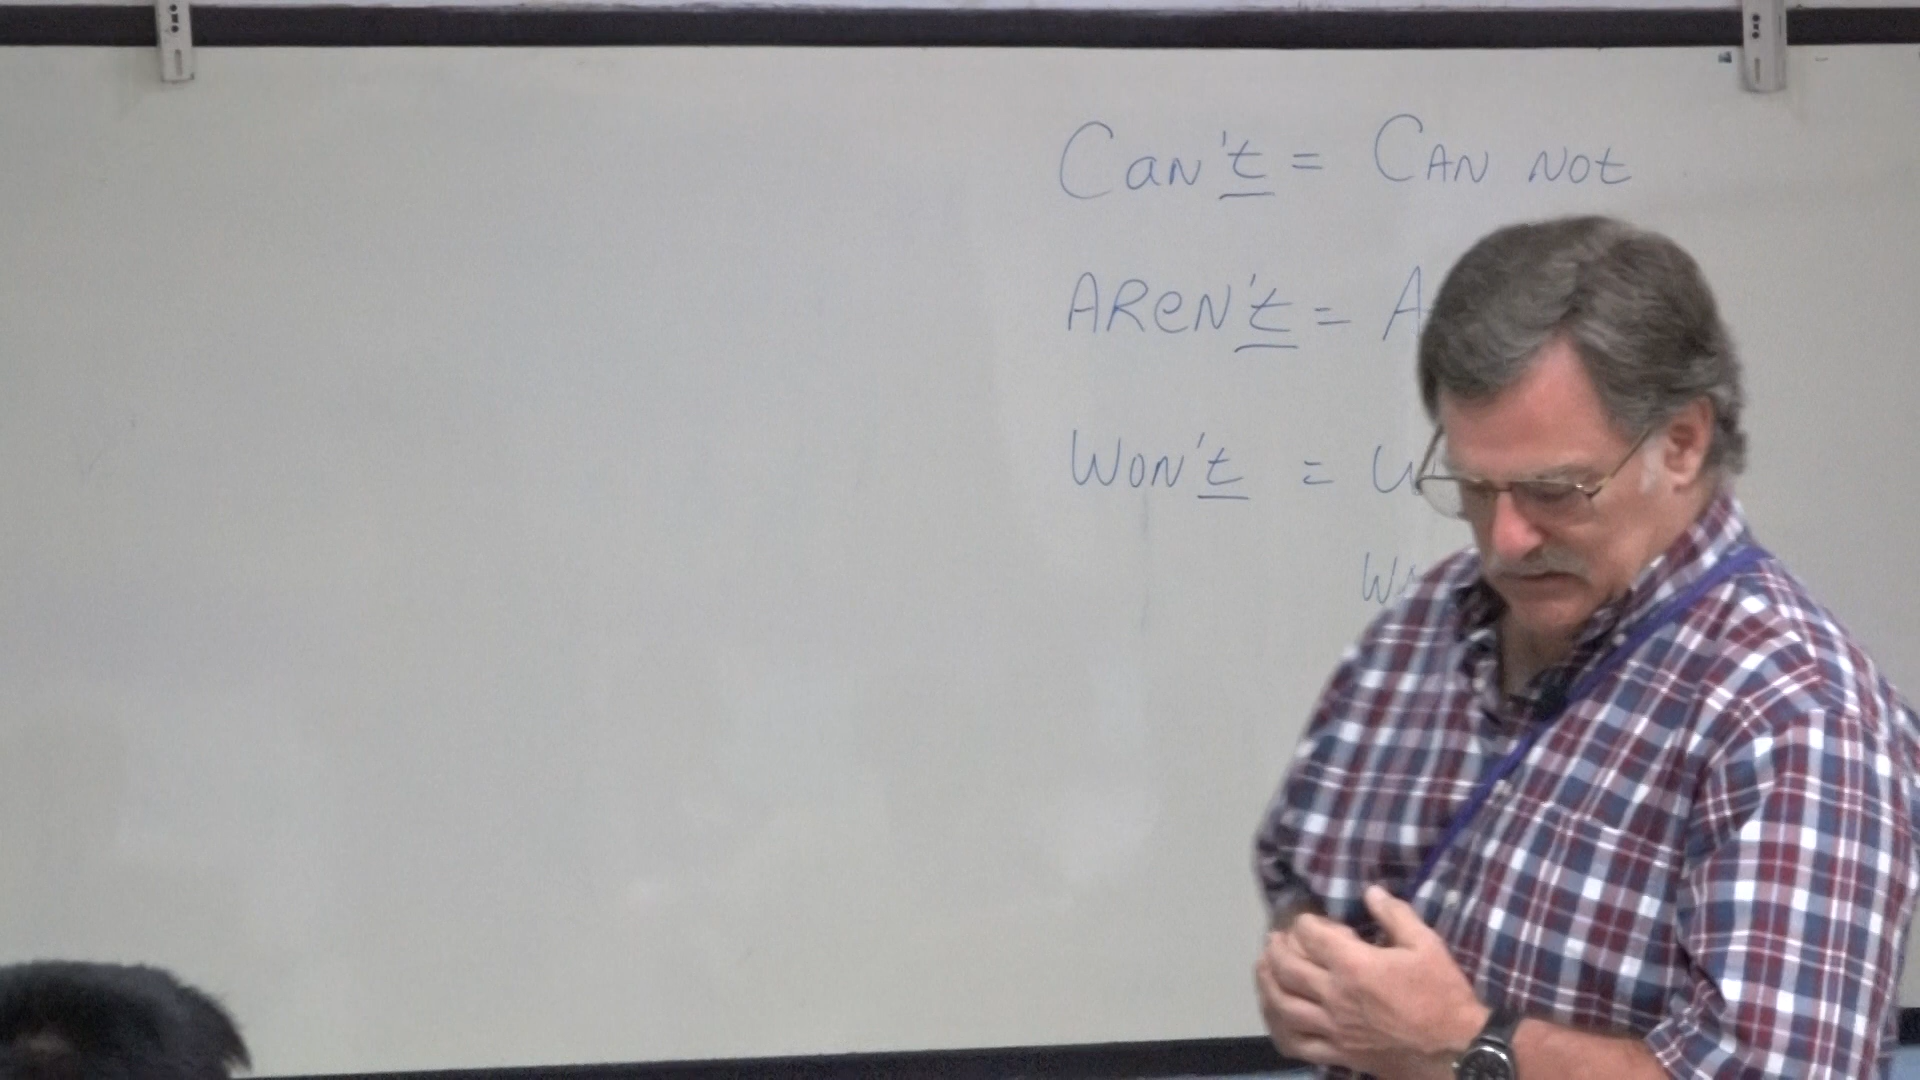 Can't = CAN NOt
AReN't = A
WoN't =